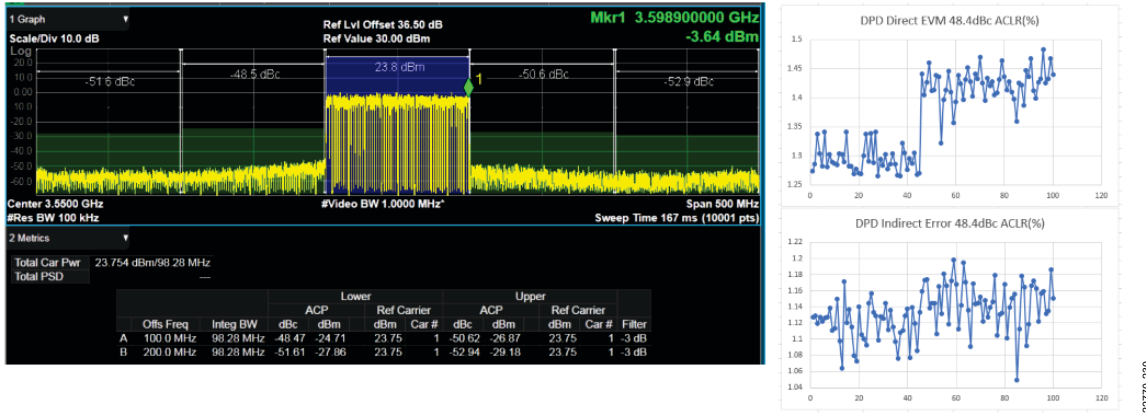 1 Graph
Ref Lvl Offset 36.50 dB
Mkr1 3.598900000 GHz
Scale/Div 10.0 dB
Ref Value 30.00 dBm
-3.64 dBm
Log
20.0
10.0
0.00
-10.0
-20.0
-30.0
-40.0
-50.0
-60.0
-51.6 dBc
-48.5 dBc
23.8 dBm
1
-50.6 dBc
-52.9 dBc
Center 3.5500 GHz
#Video BW 1.0000 MHz*
Span 500 MHz
#Res BW 100 kHz
Sweep Time 167 ms (10001 pts)
2 Metrics
Total Car Pwr 23.754 dBm/98.28 MHz
Total PSD ---
Lower Upper
ACP Ref Carrier ACP Ref Carrier
Offs Freq Integ BW dBc dBm dBm Car # dBc dBm dBm Car # Filter
A 100.0 MHz 98.28 MHz -48.47 -24.71 23.75 1 -50.62 -26.87 23.75 1 -3 dB
B 200.0 MHz 98.28 MHz -51.61 -27.86 23.75 1 -52.94 -29.18 23.75 1 -3 dB
DPD Direct EVM 48.4dBc ACLR(%)
1.5
1.45
1.4
1.35
1.3
1.25
0 20 40 60 80 100 120
DPD Indirect Error 48.4dBc ACLR(%)
1.22
1.2
1.18
1.16
1.14
1.12
1.1
1.08
1.06
1.04
0 20 40 60 80 100 120